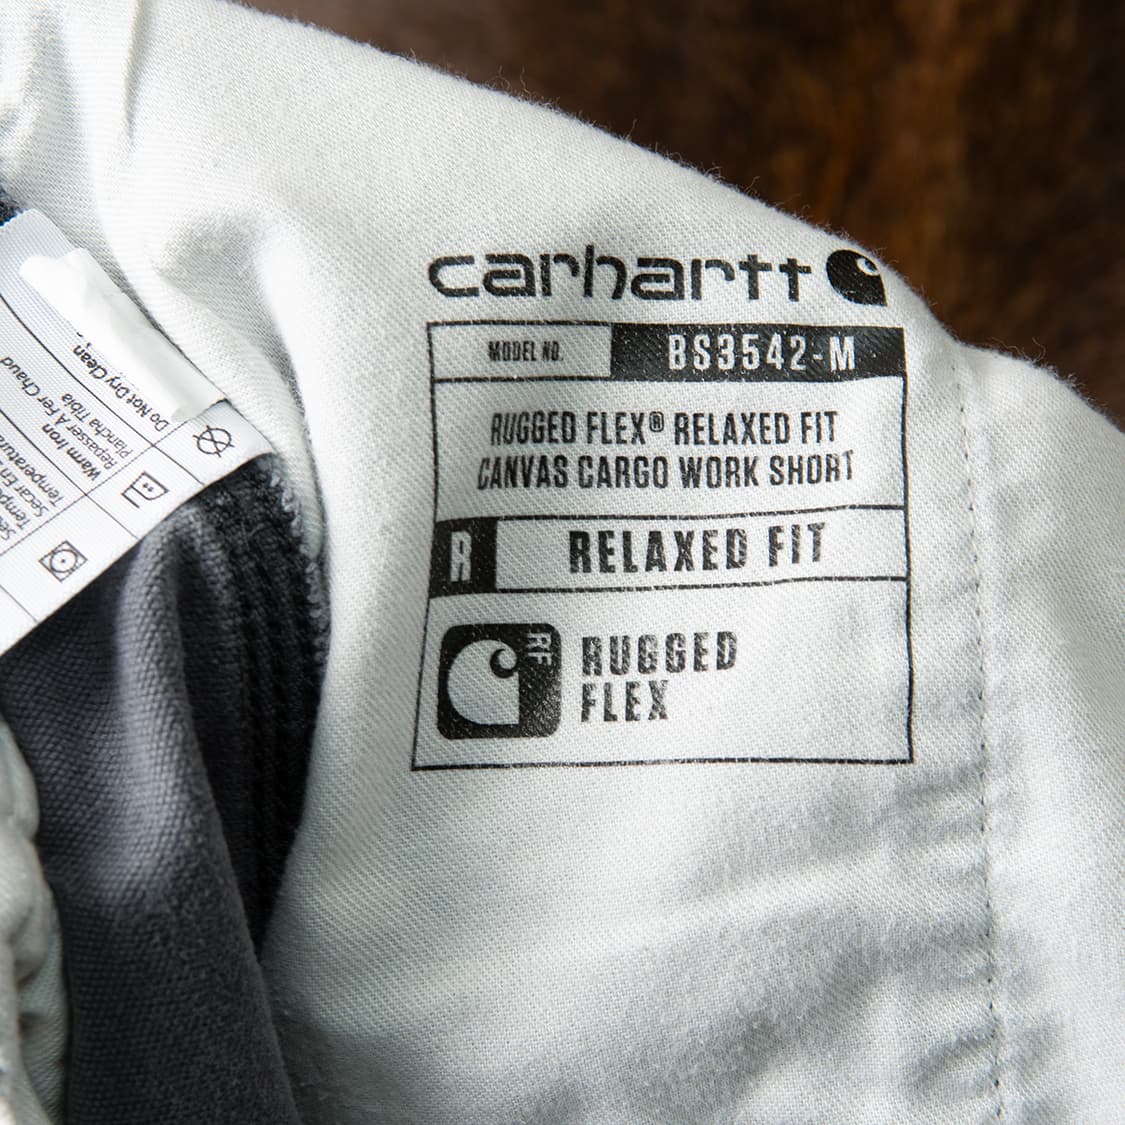 carhartt
MODEL NO. BS3542-M
RUGGED FLEX® RELAXED FIT
CANVAS CARGO WORK SHORT
R RELAXED FIT
RF
RUGGED
FLEX
Do Not Dry Clean
Plancha Tibia
Repasser A Fer Chaud
Warm Iron